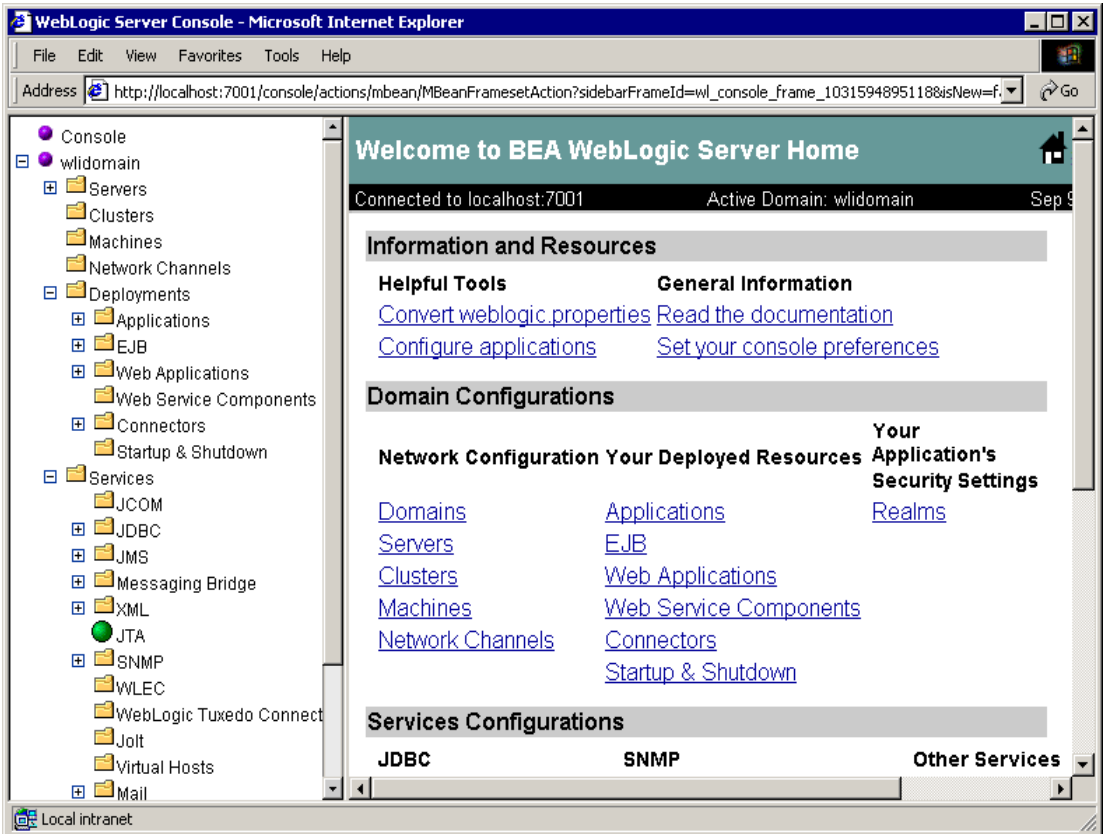 WebLogic Server Console - Microsoft Internet Explorer
File Edit View Favorites Tools Help
Address http://localhost:7001/console/actions/mbean/MBeanFramesetAction?sidebarFrameId=wl_console_frame_1031594895118&isNew=f Go
Console
wlidomain
Servers
Clusters
Machines
Network Channels
Deployments
Applications
EJB
Web Applications
Web Service Components
Connectors
Startup & Shutdown
Services
JCOM
JDBC
JMS
Messaging Bridge
XML
JTA
SNMP
WLEC
WebLogic Tuxedo Connect
Jolt
Virtual Hosts
Mail
Welcome to BEA WebLogic Server Home
Connected to localhost:7001 Active Domain: wlidomain Sep 9
Information and Resources
Helpful Tools General Information
Convert weblogic.properties Read the documentation
Configure applications Set your console preferences
Domain Configurations
Network Configuration Your Deployed Resources Your Application's Security Settings
Domains Applications Realms
Servers EJB
Clusters Web Applications
Machines Web Service Components
Network Channels Connectors
Startup & Shutdown
Services Configurations
JDBC SNMP Other Services
Local intranet